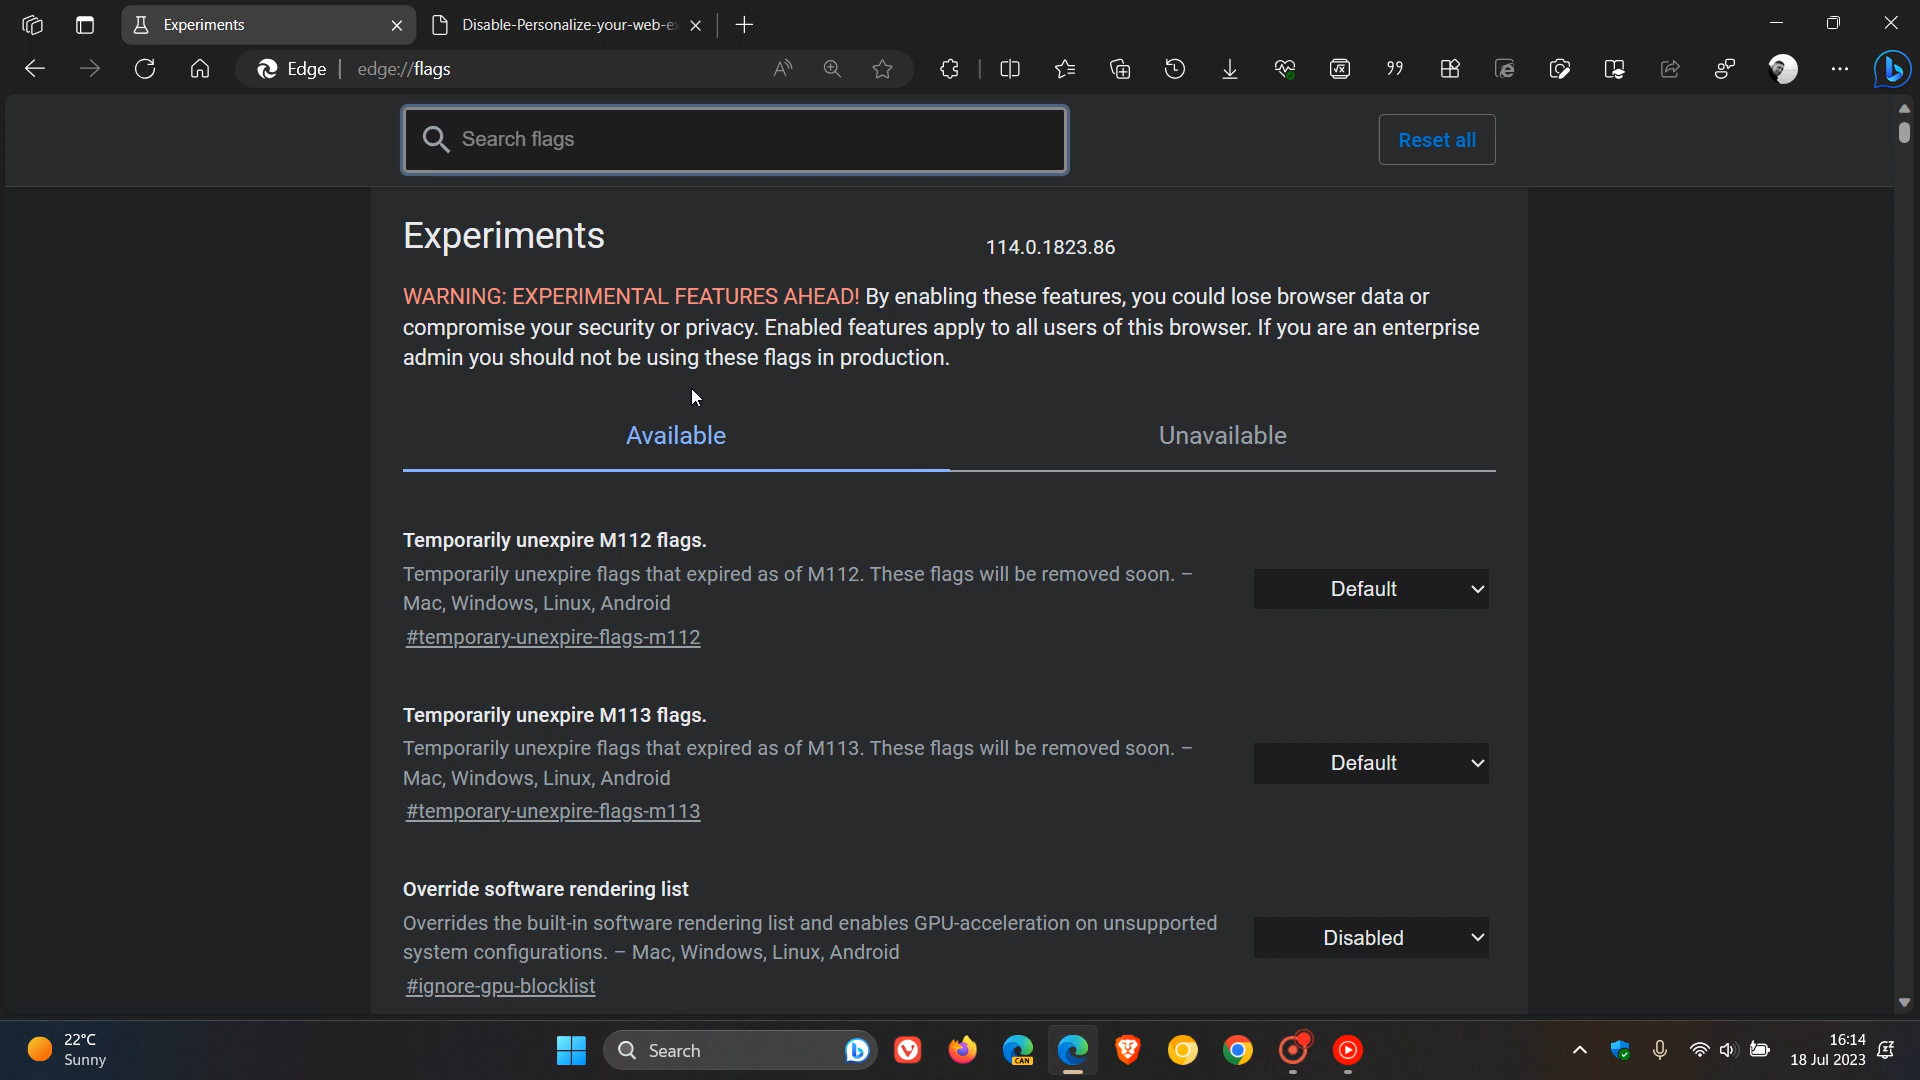 Experiments
Disable-Personalize-your-web-e
Edge
edge://flags
Search flags
Reset all
Experiments
114.0.1823.86
WARNING: EXPERIMENTAL FEATURES AHEAD! By enabling these features, you could lose browser data or
compromise your security or privacy. Enabled features apply to all users of this browser. If you are an enterprise
admin you should not be using these flags in production.
Available
Unavailable
Temporarily unexpire M112 flags.
Temporarily unexpire flags that expired as of M112. These flags will be removed soon. –
Mac, Windows, Linux, Android
Default
#temporary-unexpire-flags-m112
Temporarily unexpire M113 flags.
Temporarily unexpire flags that expired as of M113. These flags will be removed soon. –
Mac, Windows, Linux, Android
Default
#temporary-unexpire-flags-m113
Override software rendering list
Overrides the built-in software rendering list and enables GPU-acceleration on unsupported
system configurations. – Mac, Windows, Linux, Android
Disabled
#ignore-gpu-blocklist
22°C
Sunny
Search
CAN
16:14
18 Jul 2023